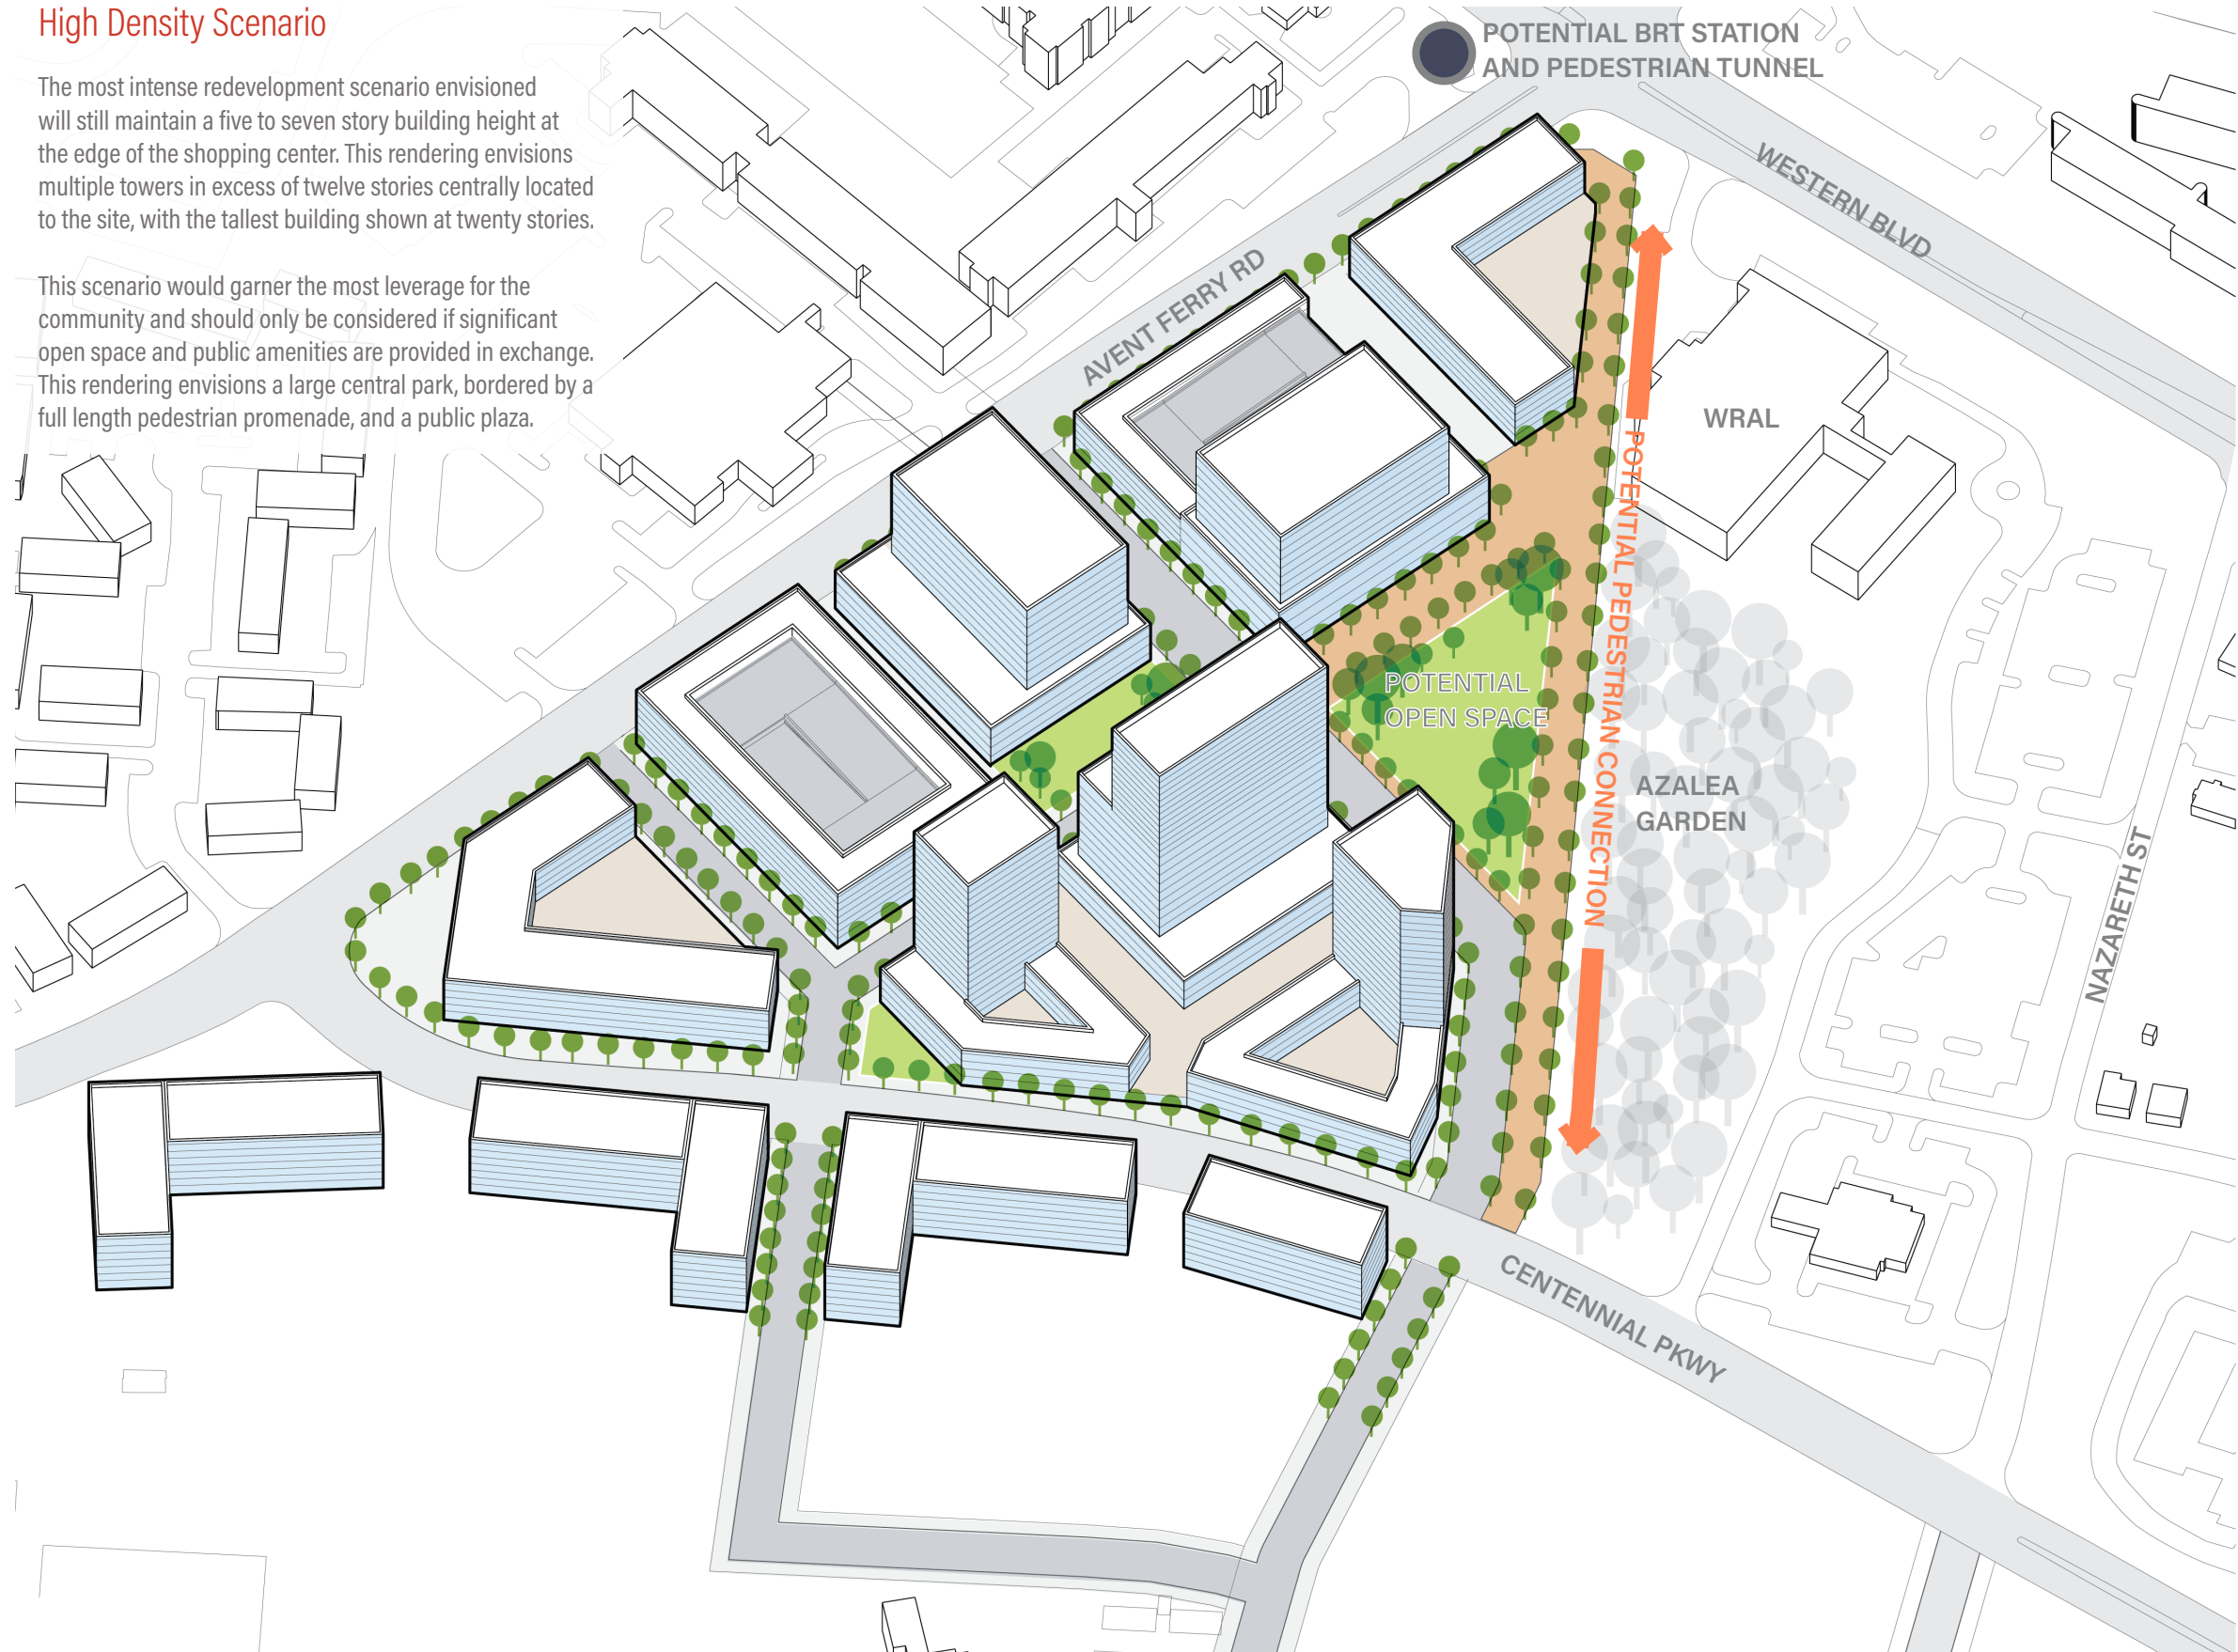 High Density Scenario
The most intense redevelopment scenario envisioned
will still maintain a five to seven story building height at
the edge of the shopping center. This rendering envisions
multiple towers in excess of twelve stories centrally located
to the site, with the tallest building shown at twenty stories.
This scenario would garner the most leverage for the
community and should only be considered if significant
open space and public amenities are provided in exchange.
This rendering envisions a large central park, bordered by a
full length pedestrian promenade, and a public plaza.
POTENTIAL BRT STATION
AND PEDESTRIAN TUNNEL
WESTERN BLVD
AVENT FERRY RD
WRAL
POTENTIAL PEDESTRIAN CONNECTION
POTENTIAL
OPEN SPACE
AZALEA
GARDEN
NAZARETH ST
CENTENNIAL PKWY